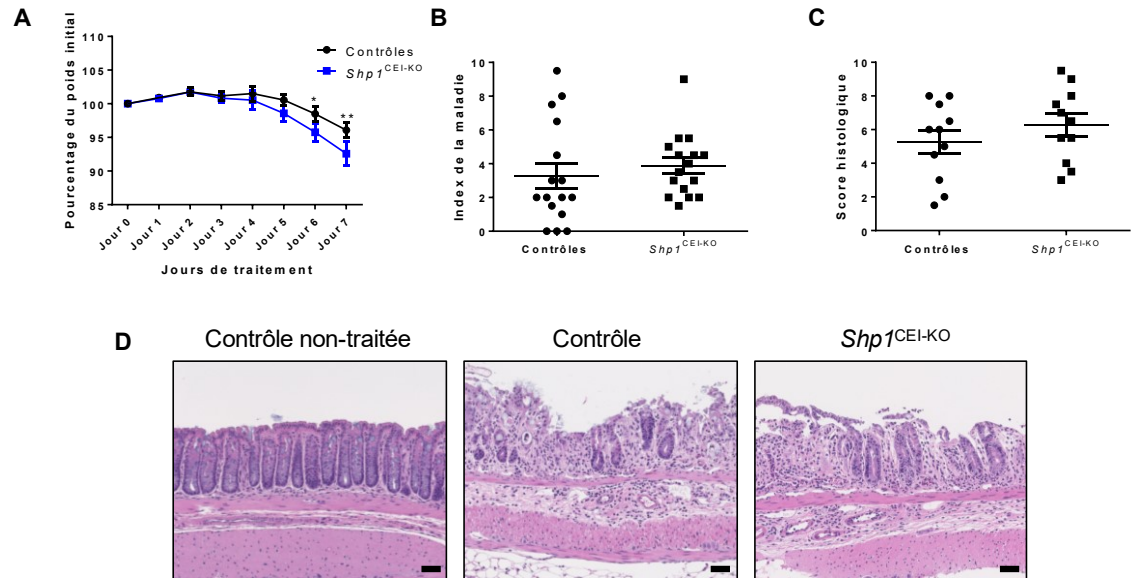 A
Pourcentage du poids initial
110
105
100
95
90
85
Contrôles
Shp1CEI-KO
*
**
Jour 0
Jour 1
Jour 2
Jour 3
Jour 4
Jour 5
Jour 6
Jour 7
Jours de traitement
B
Index de la maladie
10
8
6
4
2
0
Contrôles
Shp1CEI-KO
C
Score histologique
10
8
6
4
2
0
Contrôles
Shp1CEI-KO
D
Contrôle non-traitée
Contrôle
Shp1CEI-KO